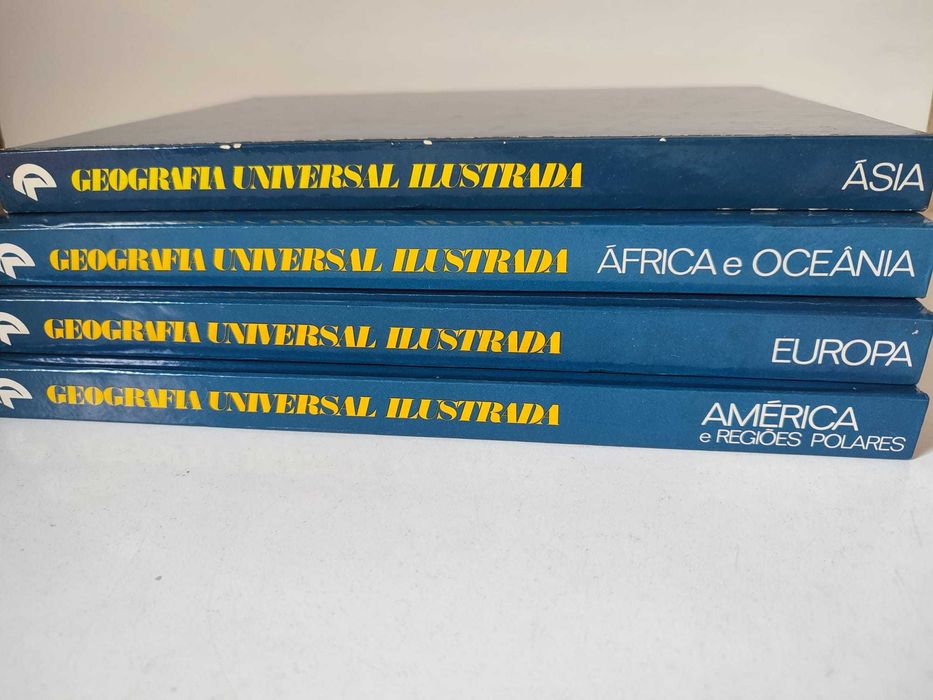 GEOGRAFIA UNIVERSAL ILUSTRADA ÁSIA
GEOGRAFIA UNIVERSAL ILUSTRADA ÁFRICA e OCEÂNIA
GEOGRAFIA UNIVERSAL ILUSTRADA EUROPA
GEOGRAFIA UNIVERSAL ILUSTRADA AMÉRICA
e REGIÕES POLARES